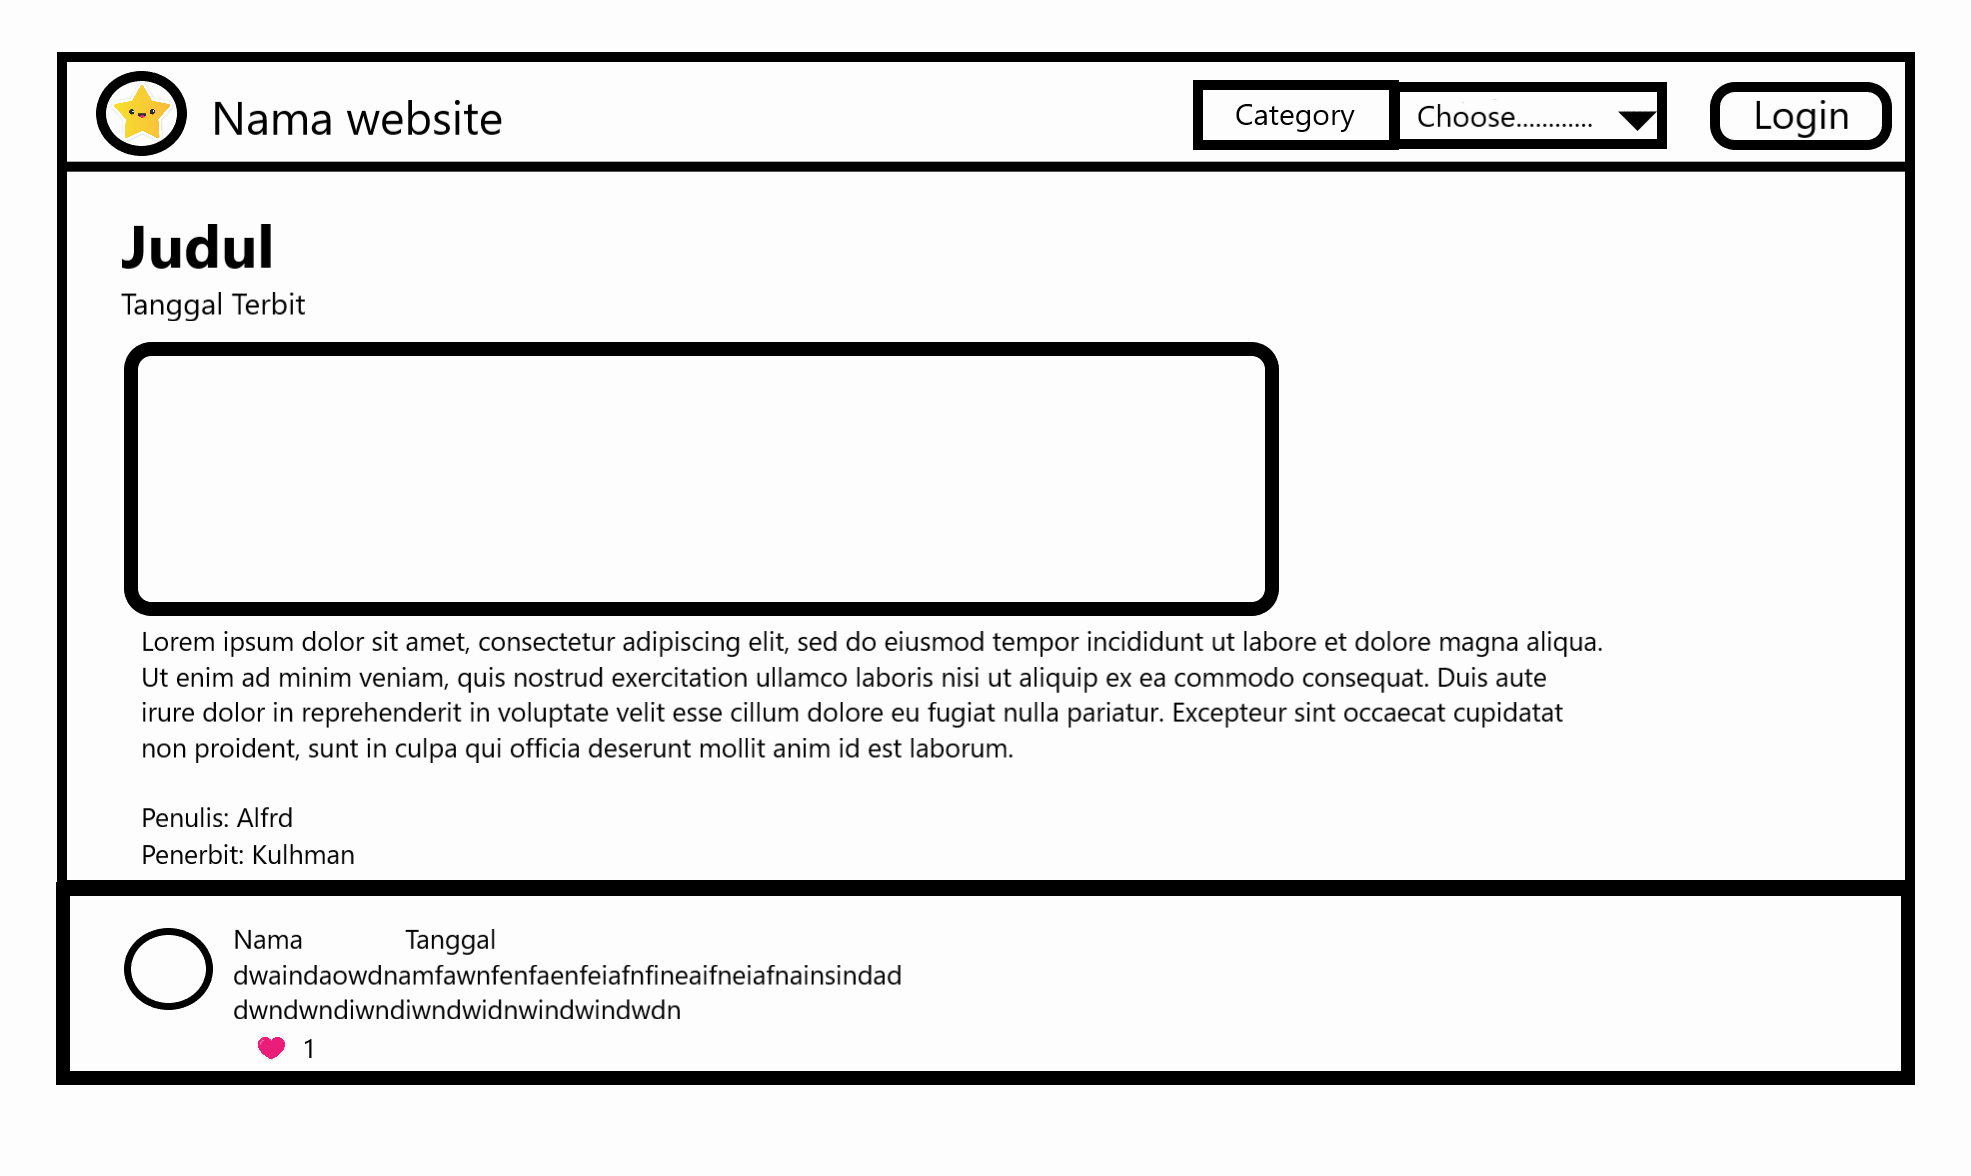 Nama website
Category
Choose............
Login
Judul
Tanggal Terbit
Lorem ipsum dolor sit amet, consectetur adipiscing elit, sed do eiusmod tempor incididunt ut labore et dolore magna aliqua.
Ut enim ad minim veniam, quis nostrud exercitation ullamco laboris nisi ut aliquip ex ea commodo consequat. Duis aute
irure dolor in reprehenderit in voluptate velit esse cillum dolore eu fugiat nulla pariatur. Excepteur sint occaecat cupidatat
non proident, sunt in culpa qui officia deserunt mollit anim id est laborum.
Penulis: Alfrd
Penerbit: Kulhman
Nama Tanggal
dwaindaowdnamfawnfenfaenfeiafnfineaifneiafnainsindad
dwndwndiwndiwndwidnwindwindwdn
1